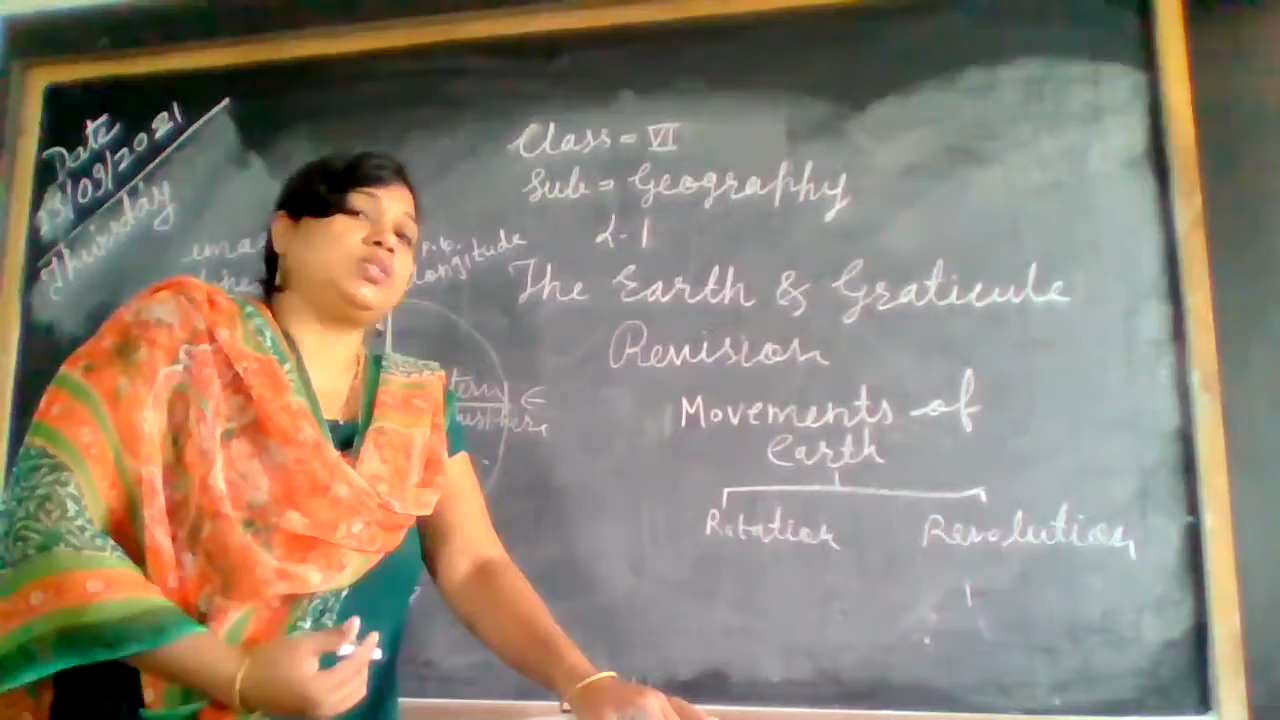 Date
23/09/2021
Thursday
Class = VI
Sub = Geography
L-1
The Earth & Graticule
Revision
longitude
E
Movements of
Earth
Rotation Revolution